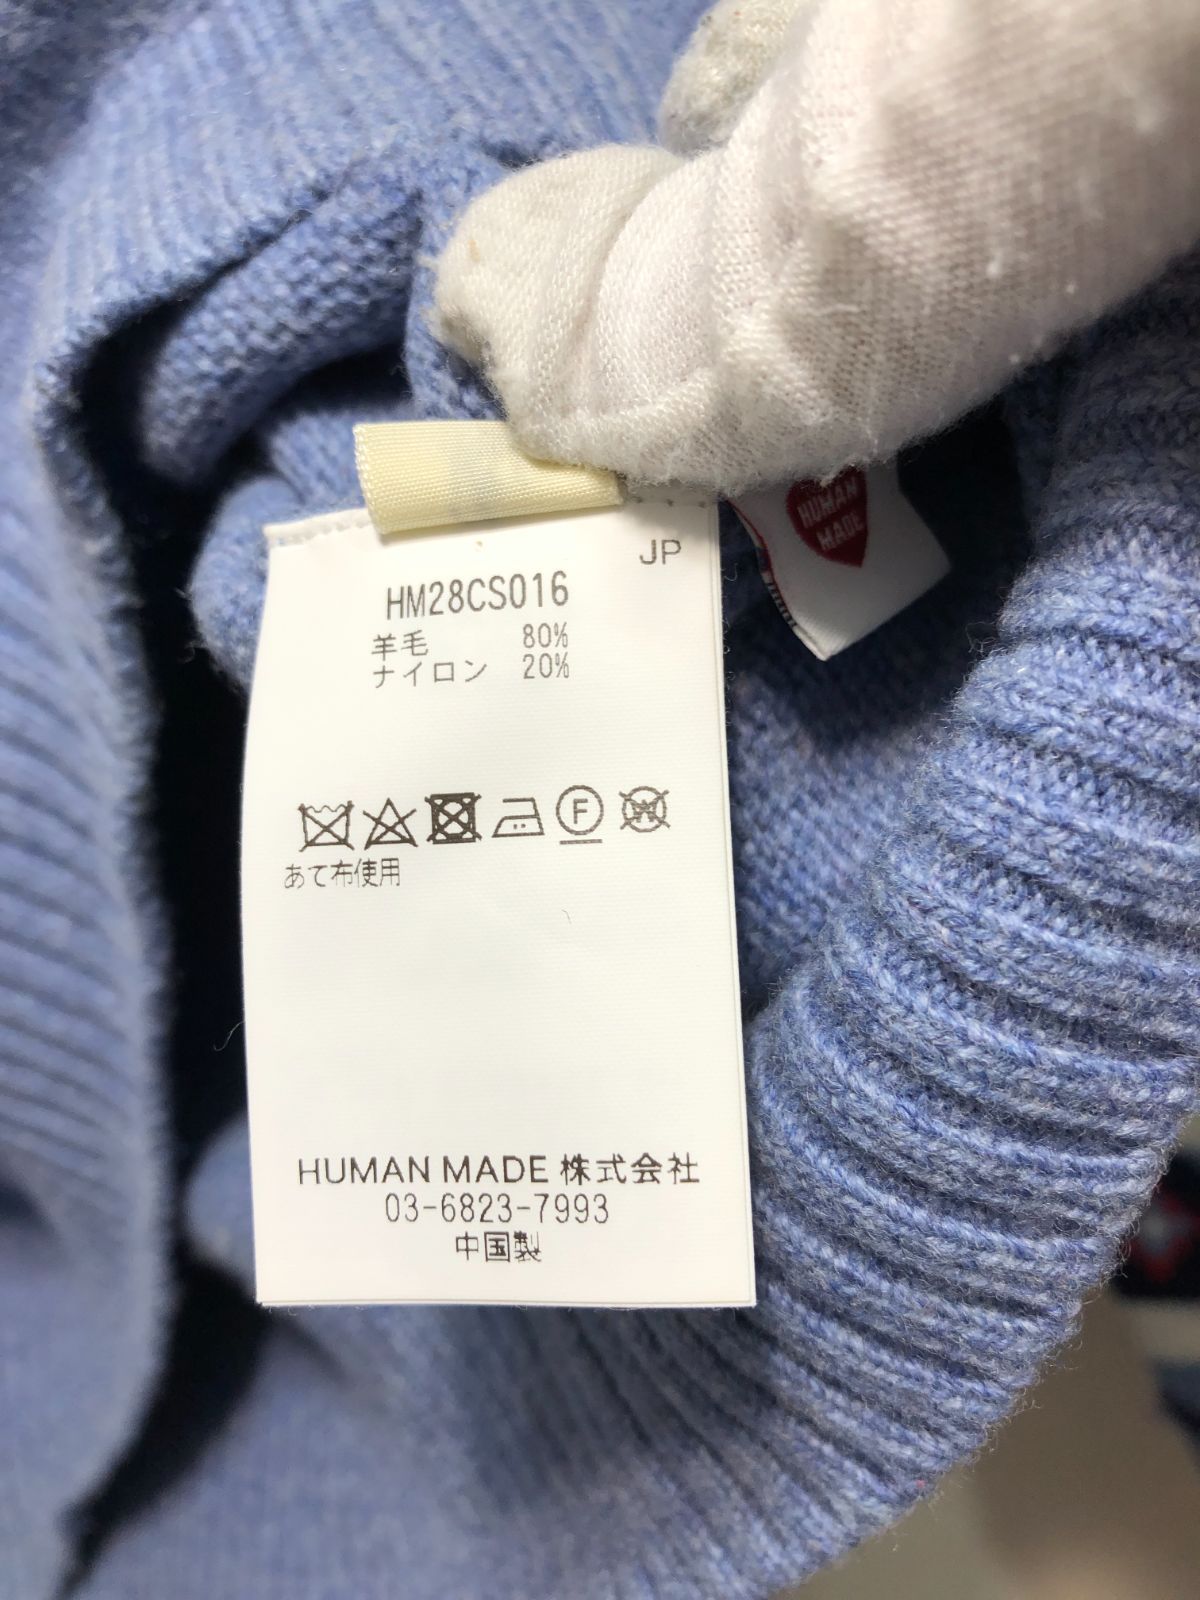 JP
HM28CS016
羊毛 80%
ナイロン 20%
F
W
あて布使用
HUMAN MADE 株式会社
03-6823-7993
中国製
HUMAN
MADE